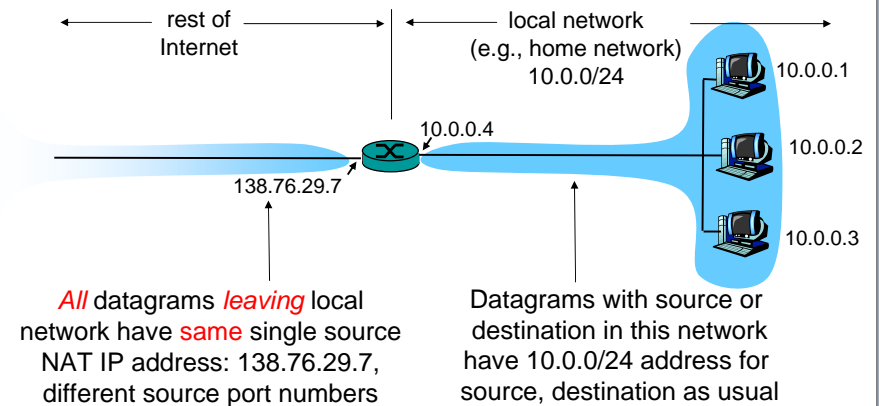 rest of
Internet
local network
(e.g., home network)
10.0.0/24
10.0.0.1
10.0.0.4
10.0.0.2
138.76.29.7
10.0.0.3
All datagrams leaving local
network have same single source
NAT IP address: 138.76.29.7,
different source port numbers
Datagrams with source or
destination in this network
have 10.0.0/24 address for
source, destination as usual